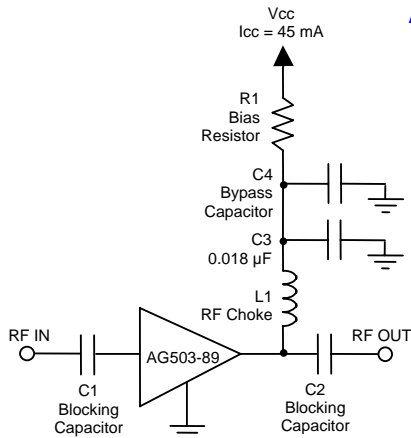 Vcc
Icc = 45 mA
R1
Bias
Resistor
C4
Bypass
Capacitor
C3
0.018 µF
L1
RF Choke
RF IN
AG503-89
RF OUT
C1
Blocking
Capacitor
C2
Blocking
Capacitor